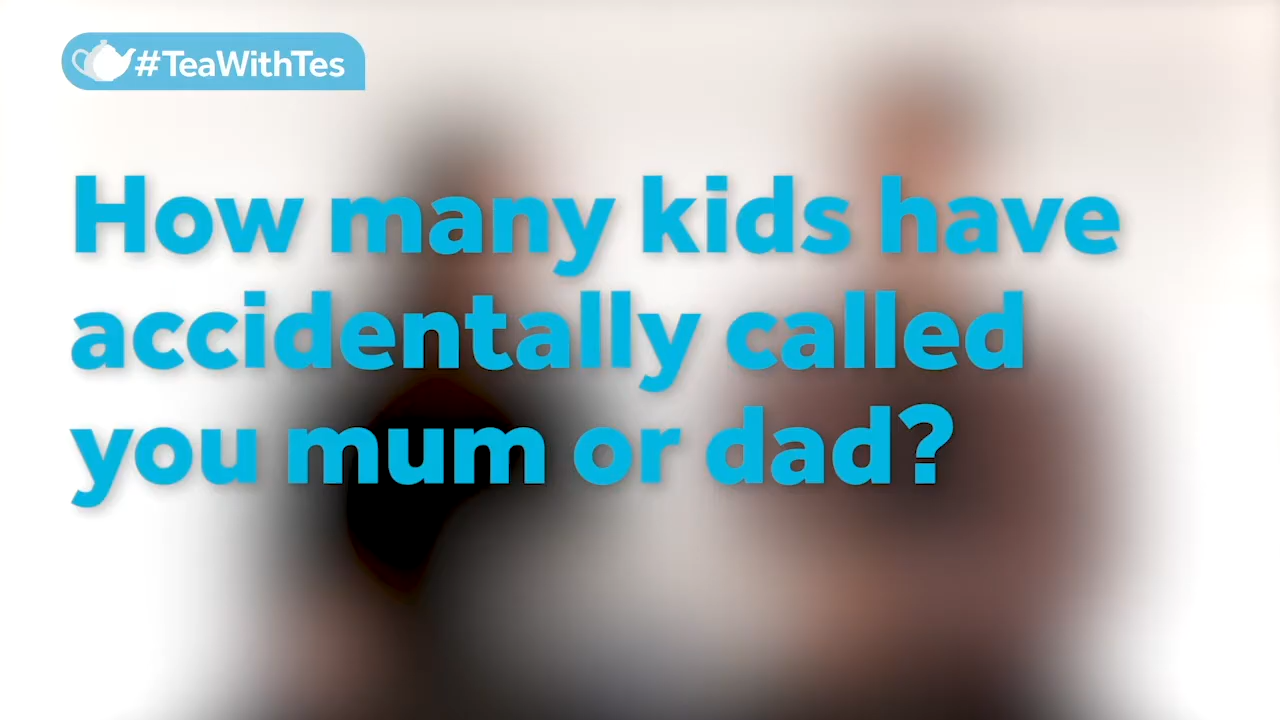 #TeaWithTes
How many kids have
accidentally called
you mum or dad?